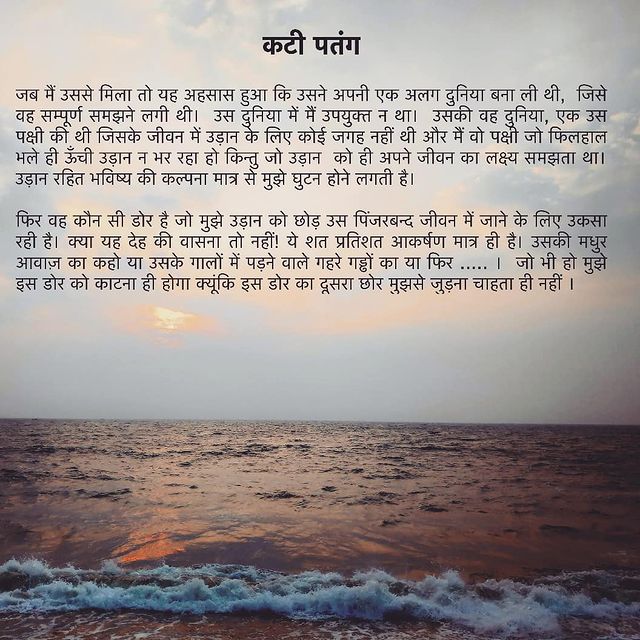 कटी पतंग
जब मैं उससे मिला तो यह अहसास हुआ कि उसने अपनी एक अलग दुनिया बना ली थी, जिसे
वह सम्पूर्ण समझने लगी थी। उस दुनिया में मैं उपयुक्त न था। उसकी वह दुनिया, एक उस
पक्षी की थी जिसके जीवन में उड़ान के लिए कोई जगह नहीं थी और मैं वो पक्षी जो फिलहाल
भले ही ऊँची उड़ान न भर रहा हो किन्तु जो उड़ान को ही अपने जीवन का लक्ष्य समझता था।
उड़ान रहित भविष्य की कल्पना मात्र से मुझे घुटन होने लगती है।
फिर वह कौन सी डोर है जो मुझे उड़ान को छोड़ उस पिंजरबन्द जीवन में जाने के लिए उकसा
रही है। क्या यह देह की वासना तो नहीं! ये शत प्रतिशत आकर्षण मात्र ही है। उसकी मधुर
आवाज़ का कहो या उसके गालों में पड़ने वाले गहरे गड्ढों का या फिर ..... । जो भी हो मुझे
इस डोर को काटना ही होगा क्यूंकि इस डोर का दूसरा छोर मुझसे जुड़ना चाहता ही नहीं ।